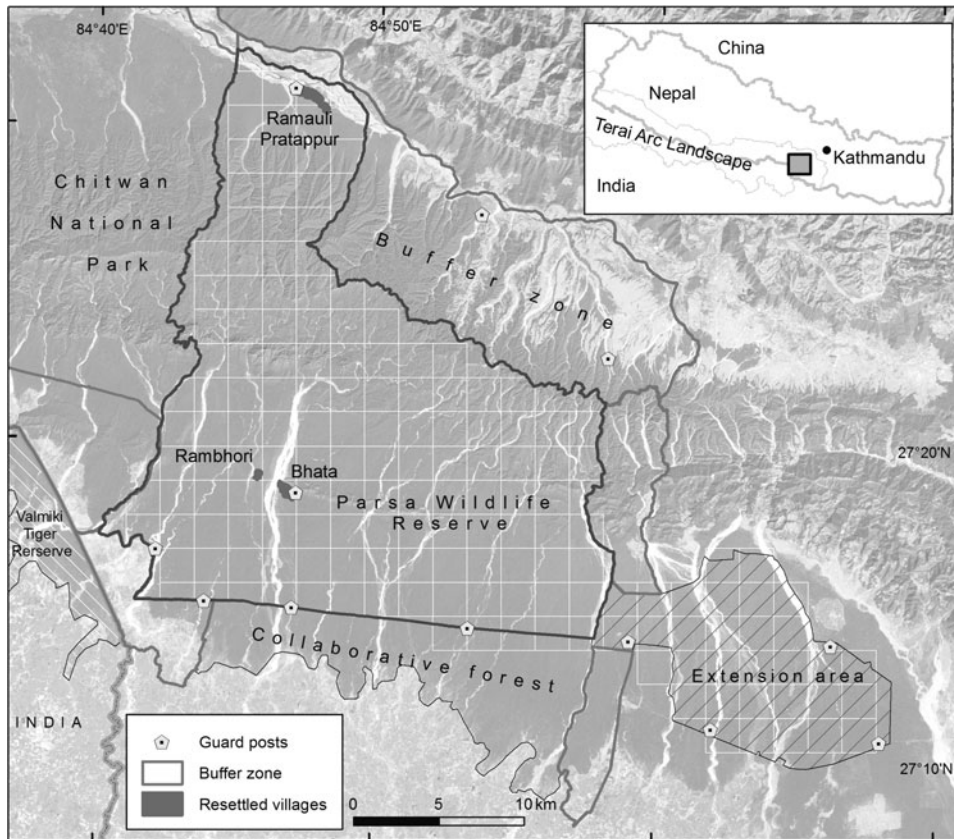 84°40'E
84°50'E
China
Nepal
Terai Arc Landscape
Kathmandu
India
Ramauli
Pratappur
Chitwan
National
Park
Buffer zone
27°20'N
Rambhori
Bhata
Parsa Wildlife
Reserve
Valmiki
Tiger
Rerserve
Collaborative forest
Extension area
INDIA
Guard posts
Buffer zone
Resettled villages
0 5 10 km
27°10'N